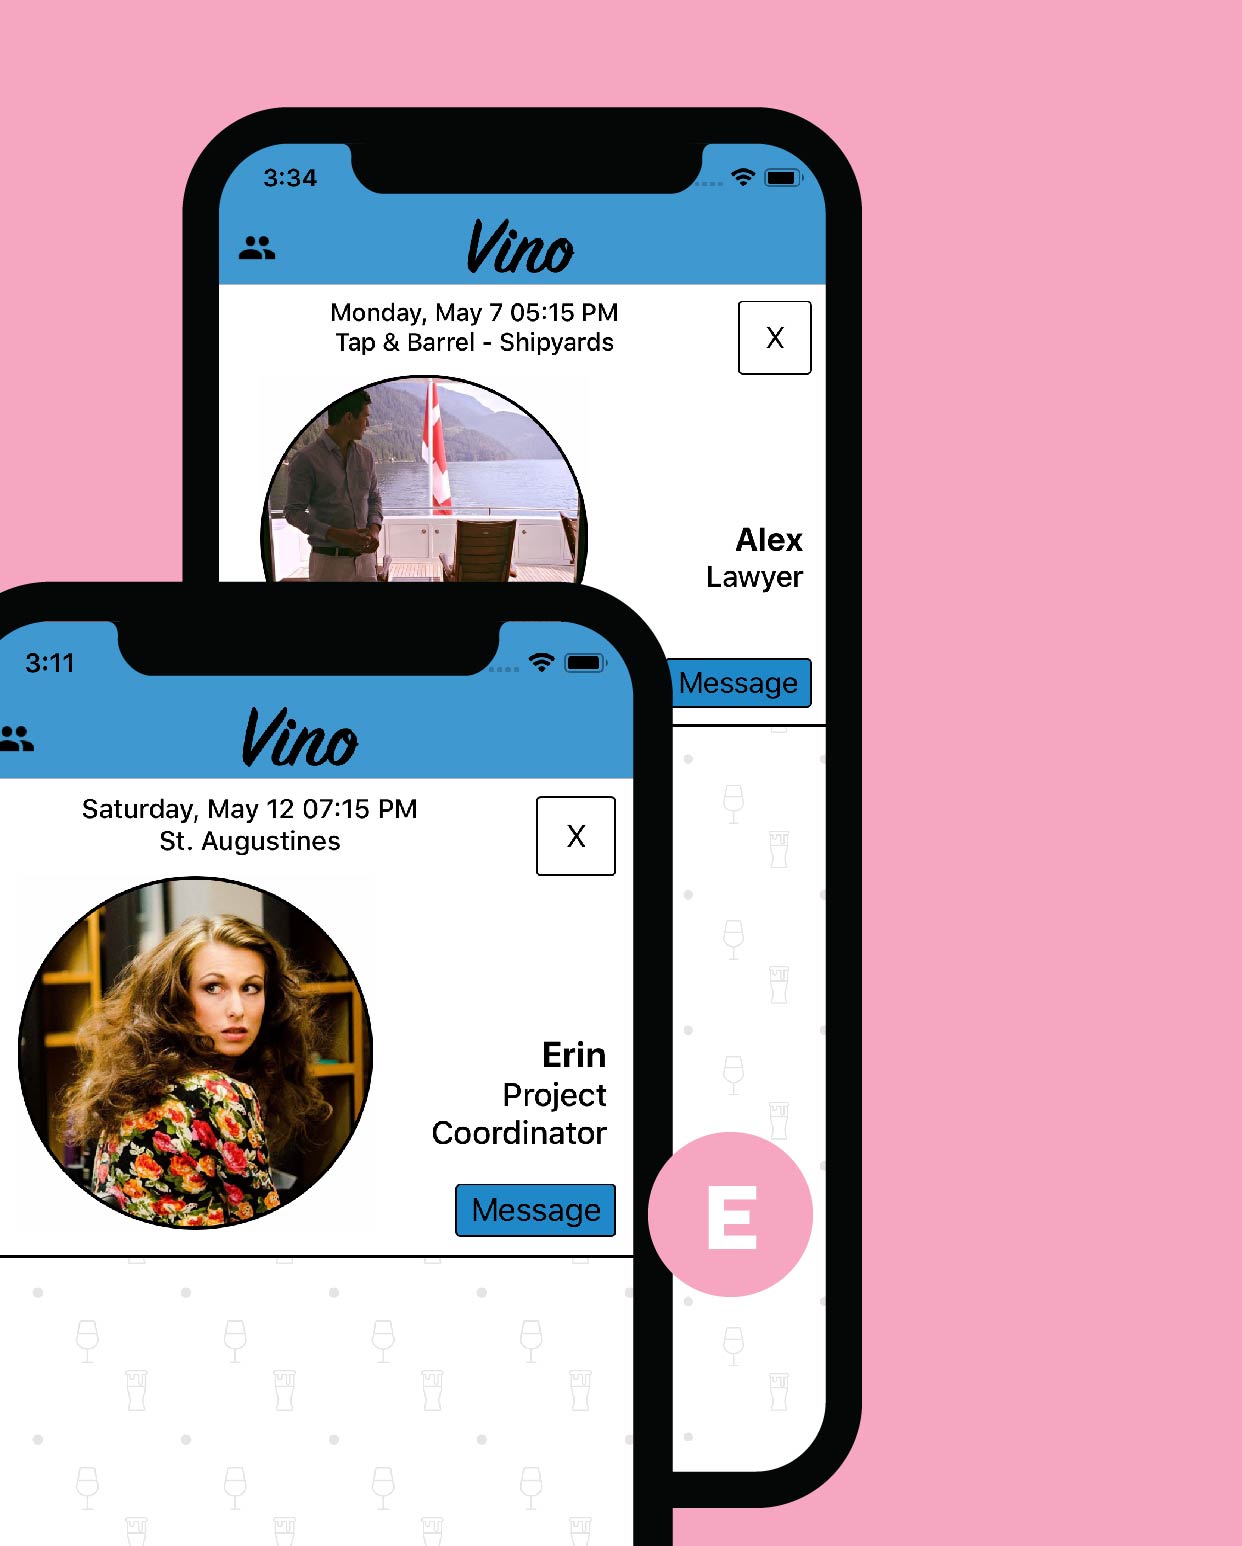 3:34
Vino
Monday, May 7 05:15 PM
Tap & Barrel - Shipyards
X
Alex
Lawyer
Message
3:11
Vino
Saturday, May 12 07:15 PM
St. Augustines
X
Erin
Project
Coordinator
Message
E